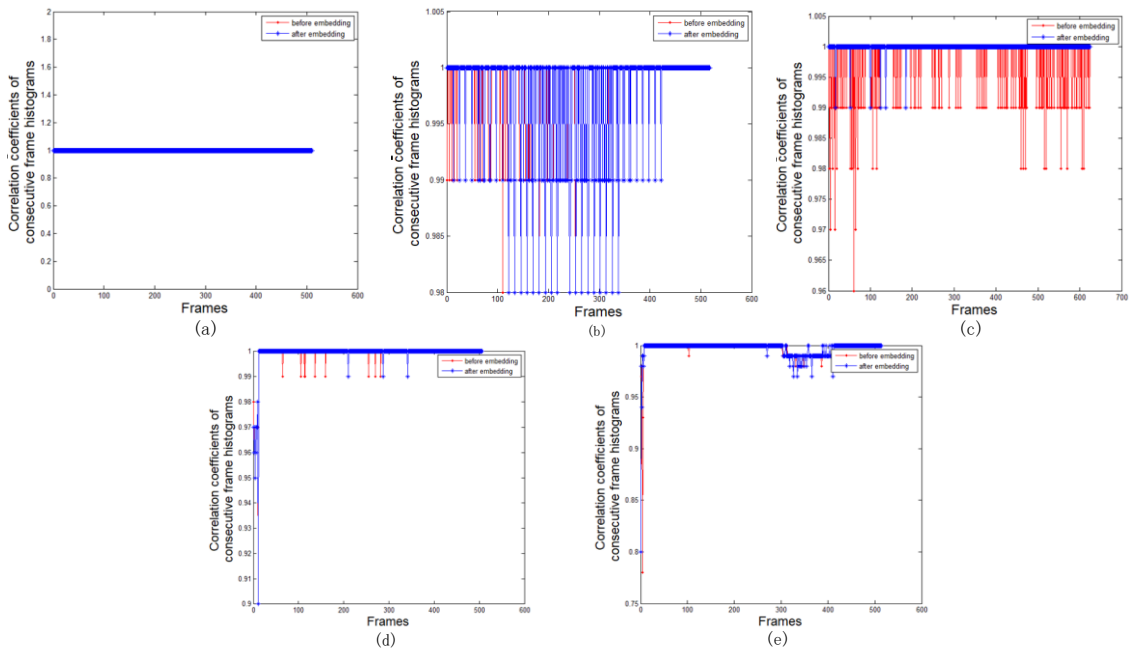 2
1.8
1.6
1.4
1.2
1
0.8
0.6
0.4
0.2
0
0 100 200 300 400 500 600
Correlation coefficients of
consecutive frame histograms
Frames
before embedding
after embedding
(a)
1.005
1
0.995
0.99
0.985
0.98
0 100 200 300 400 500 600 700
Correlation coefficients of
consecutive frame histograms
Frames
before embedding
after embedding
(b)
1.005
1
0.995
0.99
0.985
0.98
0.975
0.97
0.965
0.96
0 100 200 300 400 500 600 700
Correlation coefficients of
consecutive frame histograms
Frames
before embedding
after embedding
(c)
1
0.99
0.98
0.97
0.96
0.95
0.94
0.93
0.92
0.91
0.9
0 100 200 300 400 500 600
Correlation coefficients of
consecutive frame histograms
Frames
before embedding
after embedding
(d)
1
0.95
0.9
0.85
0.8
0.75
0 100 200 300 400 500 600
Correlation coefficients of
consecutive frame histograms
Frames
before embedding
after embedding
(e)